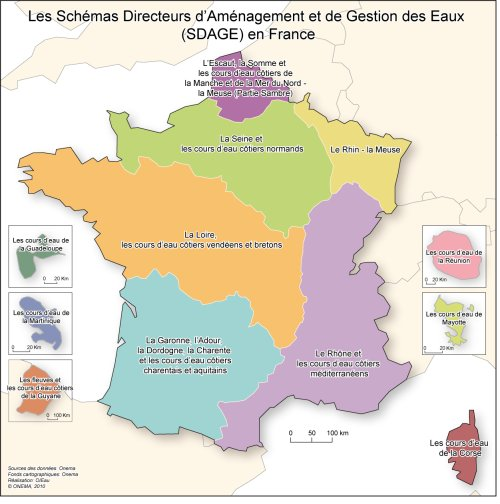 Les Schémas Directeurs d'Aménagement et de Gestion des Eaux
(SDAGE) en France
L'Escaut, la Somme et
les cours d'eau côtiers de
la Manche et de la Mer du Nord -
la Meuse (Partie Sambre)
La Seine et
les cours d'eau côtiers normands
Le Rhin - la Meuse
La Loire,
les cours d'eau côtiers vendéens et bretons
Les cours d'eau de
la Guadeloupe
0 20 Km
Les cours d'eau de
la Martinique
0 20 Km
Les fleuves et
les cours d'eau côtiers
de la Guyane
0 100 Km
Les cours d'eau de
la Réunion
0 20 Km
Les cours d'eau de
Mayotte
0 20 Km
La Garonne, l'Adour,
la Dordogne, la Charente
et les cours d'eau côtiers
charentais et aquitains
Le Rhône et
les cours d'eau côtiers
méditerranéens
0 50 100 km
Les cours d'eau
de la Corse
Sources des données: Onema
Fonds cartographiques: Onema
Réalisation: OIEau
© ONEMA, 2010